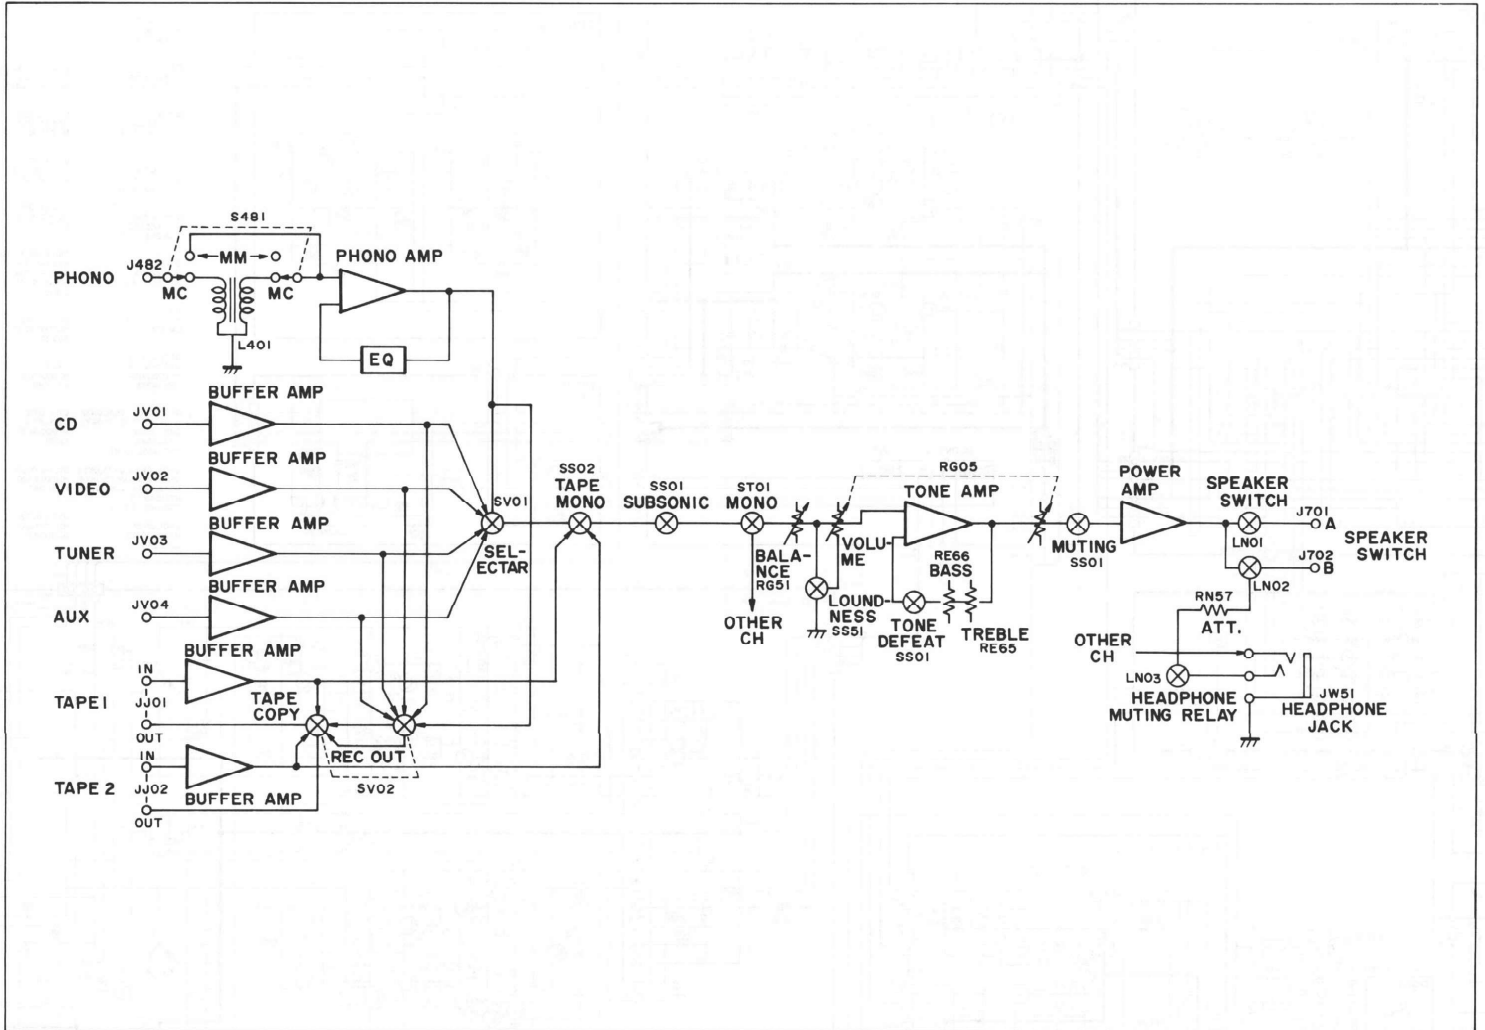 S481
PHONO
J482
MM
MC
MC
L401
PHONO AMP
EQ
BUFFER AMP
CD
JV01
BUFFER AMP
VIDEO
JV02
BUFFER AMP
TUNER
JV03
BUFFER AMP
AUX
JV04
BUFFER AMP
IN
TAPE 1
JJ01
OUT
TAPE
COPY
IN
TAPE 2
JJ02
OUT
BUFFER AMP
REC OUT
SV02
SV01
SEL-
ECTAR
SS02
TAPE
MONO
SS01
SUBSONIC
ST01
MONO
OTHER
CH
BALA-
NCE
RG51
VOLU-
ME
LOUND-
NESS
SS51
RG05
TONE AMP
RE66
BASS
TONE
DEFEAT
SS01
TREBLE
RE65
MUTING
SS01
POWER
AMP
SPEAKER
SWITCH
LN01
J701
A
J702
B
SPEAKER
SWITCH
LN02
RN57
ATT.
OTHER
CH
LN03
HEADPHONE
MUTING RELAY
JW51
HEADPHONE
JACK